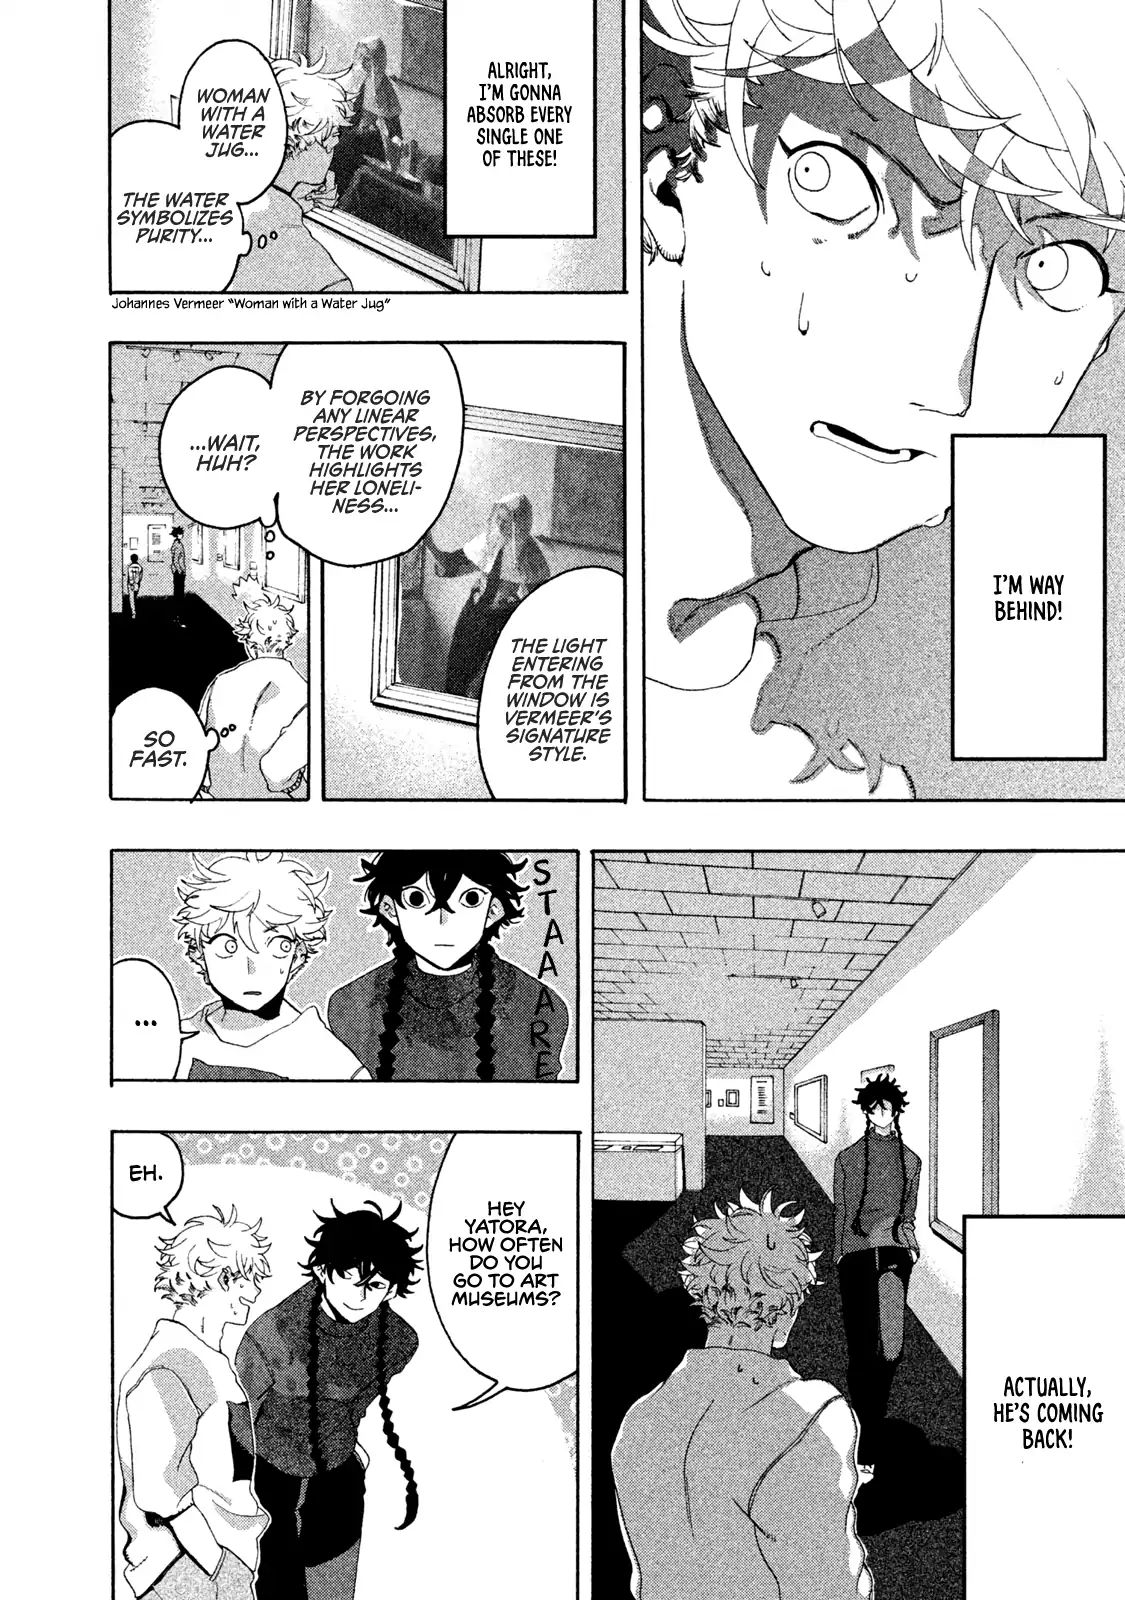 I'M WAY
BEHIND!
ALRIGHT,
I'M GONNA
ABSORB EVERY
SINGLE ONE
OF THESE!
WOMAN
WITH A
WATER
JUG...
THE WATER
SYMBOLIZES
PURITY...
Johannes Vermeer "Woman with a Water Jug"
THE LIGHT
ENTERING
FROM THE
WINDOW IS
VERMEER'S
SIGNATURE
STYLE.
BY FORGOING
ANY LINEAR
PERSPECTIVES,
THE WORK
HIGHLIGHTS
HER LONELI-
NESS...
...WAIT,
HUH?
SO
FAST.
ACTUALLY,
HE'S COMING
BACK!
STAARE
...
HEY
YATORA,
HOW OFTEN
DO YOU
GO TO ART
MUSEUMS?
EH.